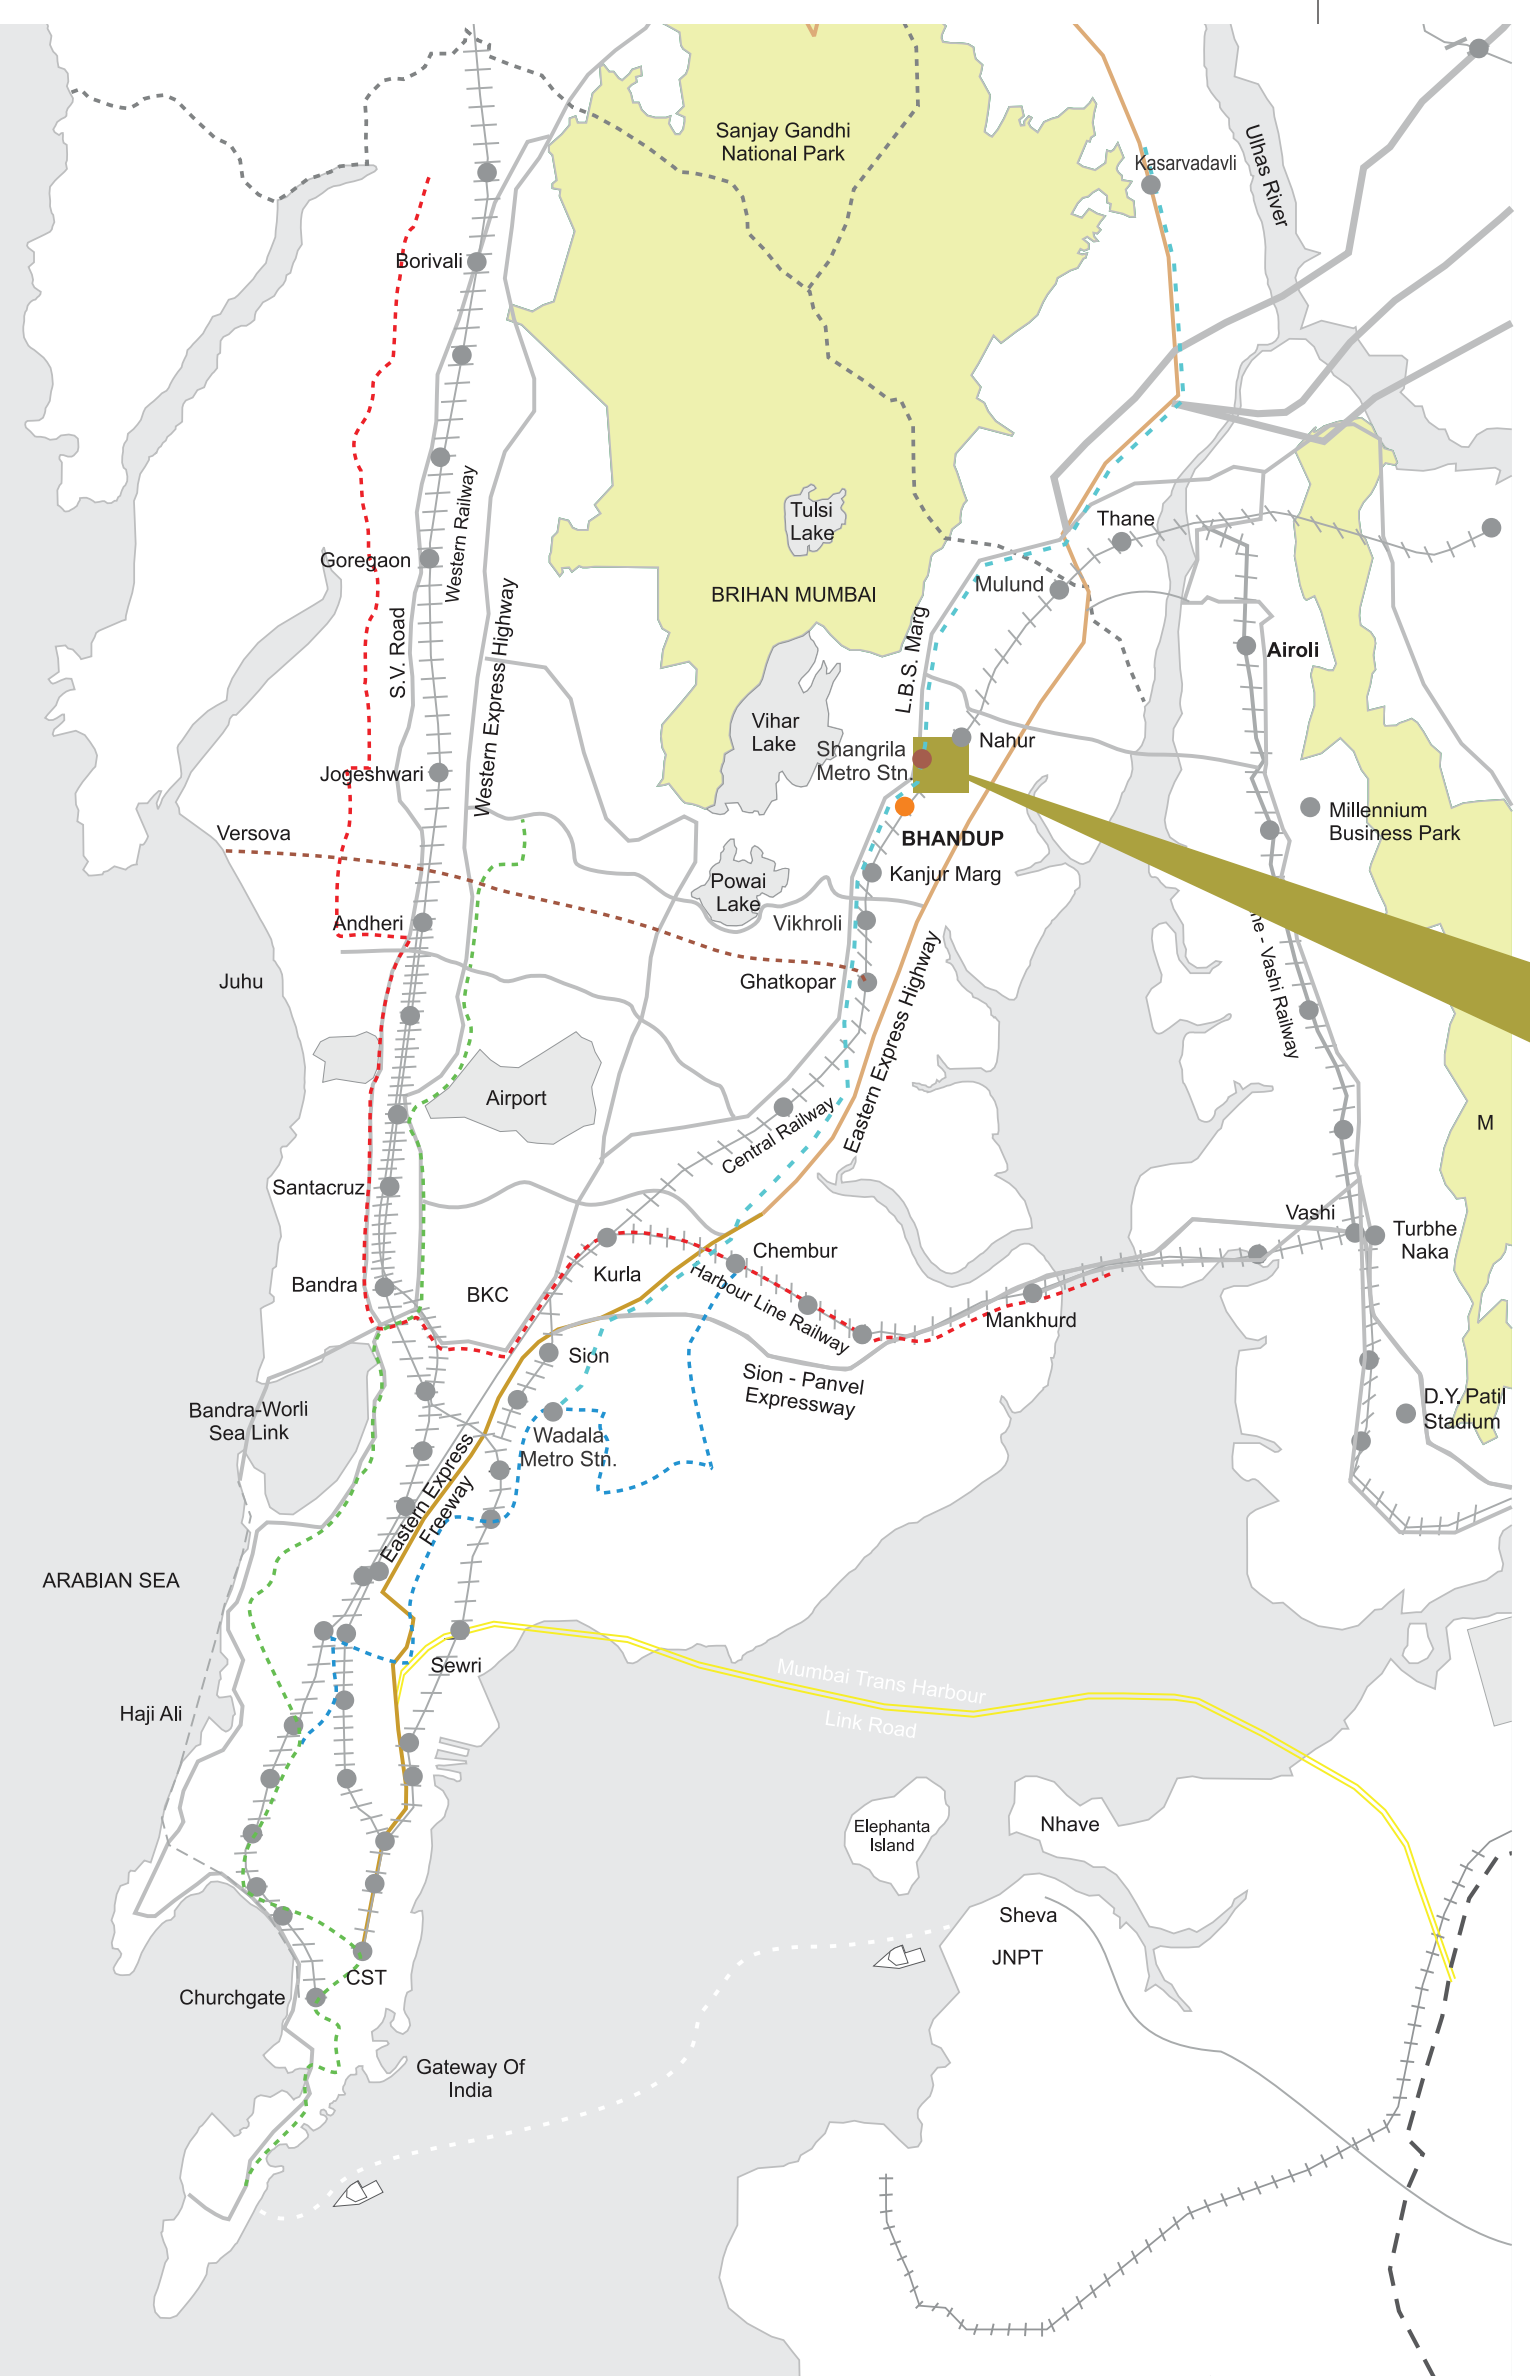 Sanjay Gandhi
National Park
Kasarvadavli
Ulhas River
Borivali
Western Railway
Tulsi
Lake
Thane
Goregaon
Mulund
BRIHAN MUMBAI
Western Express Highway
S.V. Road
L.B.S. Marg
Airoli
Vihar
Lake
Shangrila
Metro Stn.
Nahur
Jogeshwari
Millennium
Business Park
Versova
BHANDUP
Kanjur Marg
Powai
Lake
Andheri
Vikhroli
ne - Vashi Railway
Juhu
Ghatkopar
Eastern Express Highway
Airport
Central Railway
M
Santacruz
Vashi
Turbhe
Naka
Chembur
Bandra
BKC
Kurla
Harbour Line Railway
Mankhurd
Sion
Sion - Panvel
Expressway
Bandra-Worli
Sea Link
D.Y. Patil
Stadium
Wadala
Metro Stn.
Eastern Express
Freeway
ARABIAN SEA
Sewri
Mumbai Trans Harbour
Link Road
Haji Ali
Elephanta
Island
Nhave
Sheva
JNPT
CST
Churchgate
Gateway Of
India